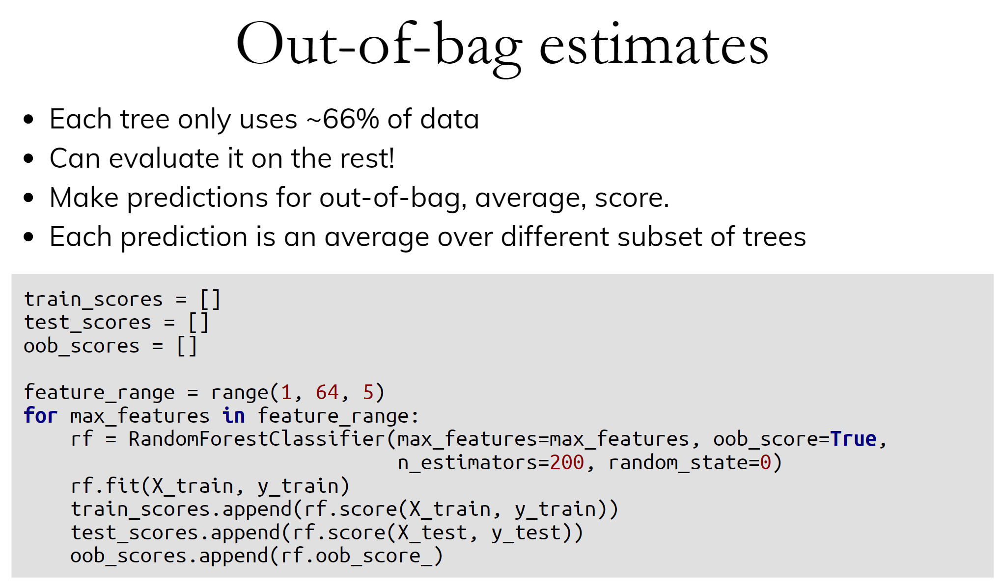 Out-of-bag estimates
• Each tree only uses ~66% of data
• Can evaluate it on the rest!
• Make predictions for out-of-bag, average, score.
• Each prediction is an average over different subset of trees
train_scores = []
test_scores = []
oob_scores = []

feature_range = range(1, 64, 5)
for max_features in feature_range:
    rf = RandomForestClassifier(max_features=max_features, oob_score=True,
                                n_estimators=200, random_state=0)
    rf.fit(X_train, y_train)
    train_scores.append(rf.score(X_train, y_train))
    test_scores.append(rf.score(X_test, y_test))
    oob_scores.append(rf.oob_score_)